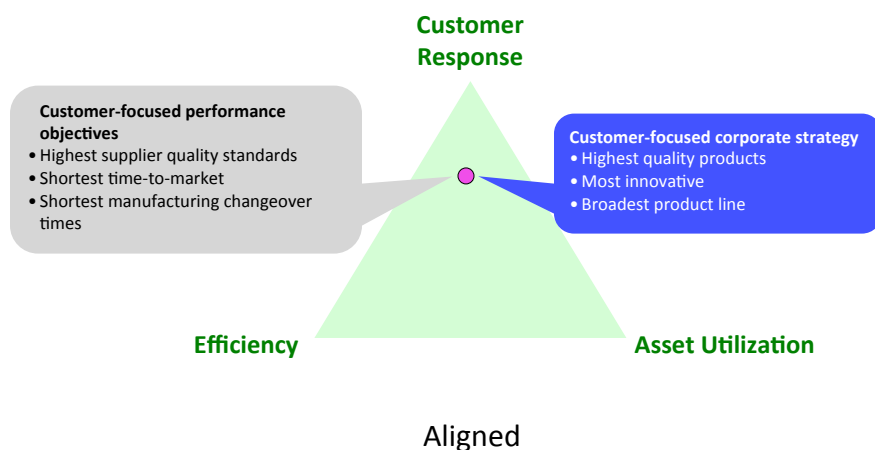 Customer
Response
Customer-focused performance
objectives
• Highest supplier quality standards
• Shortest time-to-market
• Shortest manufacturing changeover
times
Customer-focused corporate strategy
• Highest quality products
• Most innovative
• Broadest product line
Efficiency
Asset Utilization
Aligned